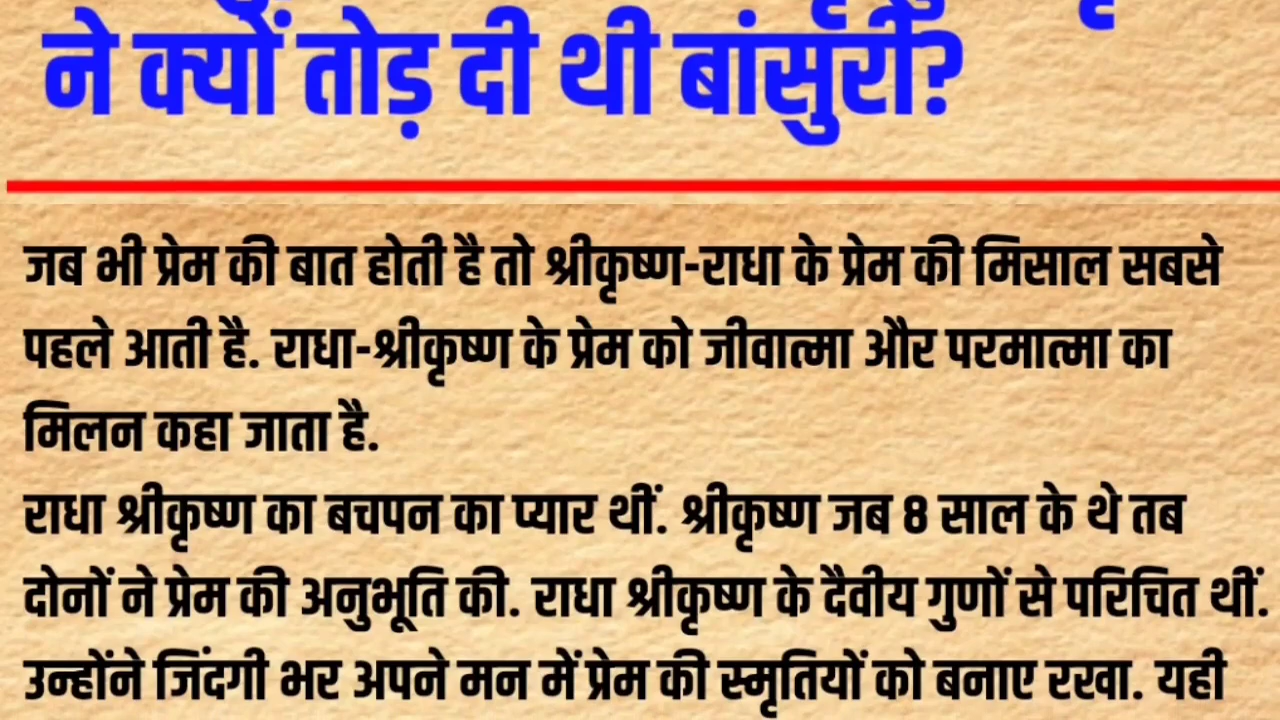 ने क्यों तोड़ दी थी बांसुरी?
जब भी प्रेम की बात होती है तो श्रीकृष्ण-राधा के प्रेम की मिसाल सबसे
पहले आती है. राधा-श्रीकृष्ण के प्रेम को जीवात्मा और परमात्मा का
मिलन कहा जाता है.
राधा श्रीकृष्ण का बचपन का प्यार थीं. श्रीकृष्ण जब 8 साल के थे तब
दोनों ने प्रेम की अनुभूति की. राधा श्रीकृष्ण के दैवीय गुणों से परिचित थीं.
उन्होंने जिंदगी भर अपने मन में प्रेम की स्मृतियों को बनाए रखा. यही